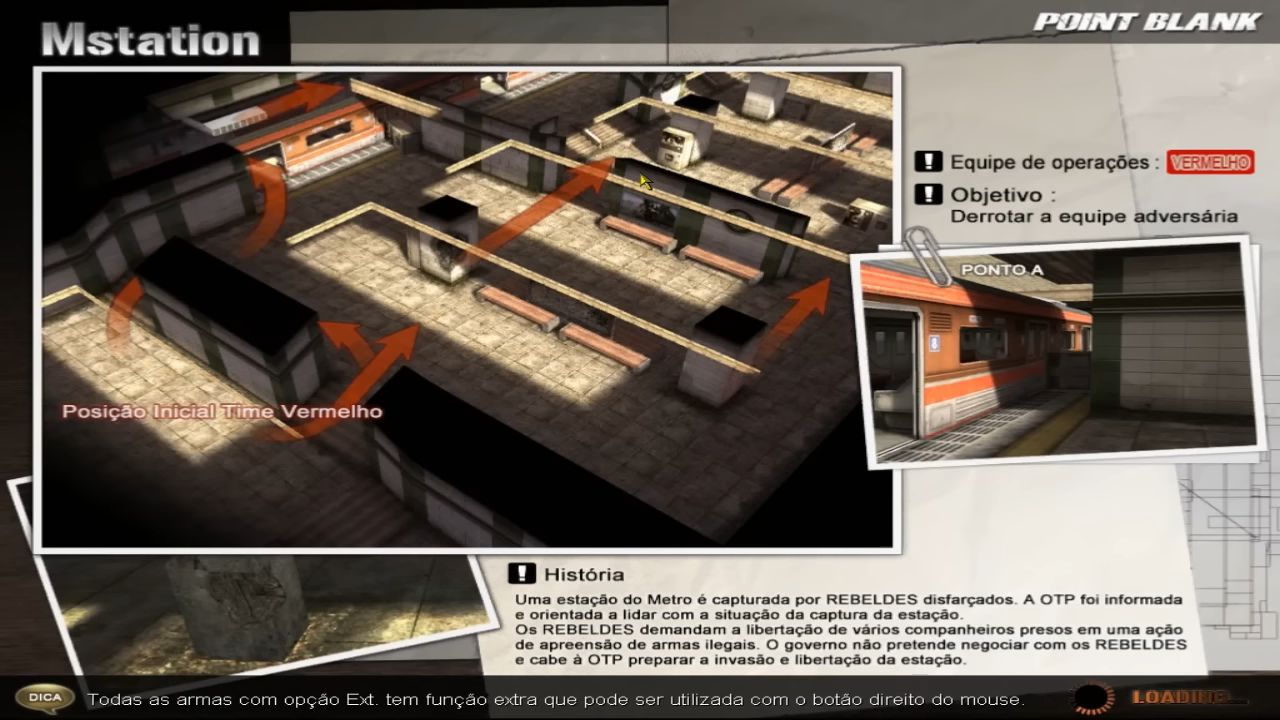 Mstation
POINT BLANK
Equipe de operações : VERMELHO
Objetivo :
Derrotar a equipe adversária
PONTO A
8
Posição Inicial Time Vermelho
História
Uma estação do Metro é capturada por REBELDES disfarçados. A OTP foi informada
e orientada a lidar com a situação da captura da estação.
Os REBELDES demandam a libertação de vários companheiros presos em uma ação
de apreensão de armas ilegais. O governo não pretende negociar com os REBELDES
e cabe à OTP preparar a invasão e libertação da estação.
DICA Todas as armas com opção Ext. tem função extra que pode ser utilizada com o botão direito do mouse.
LOADING...